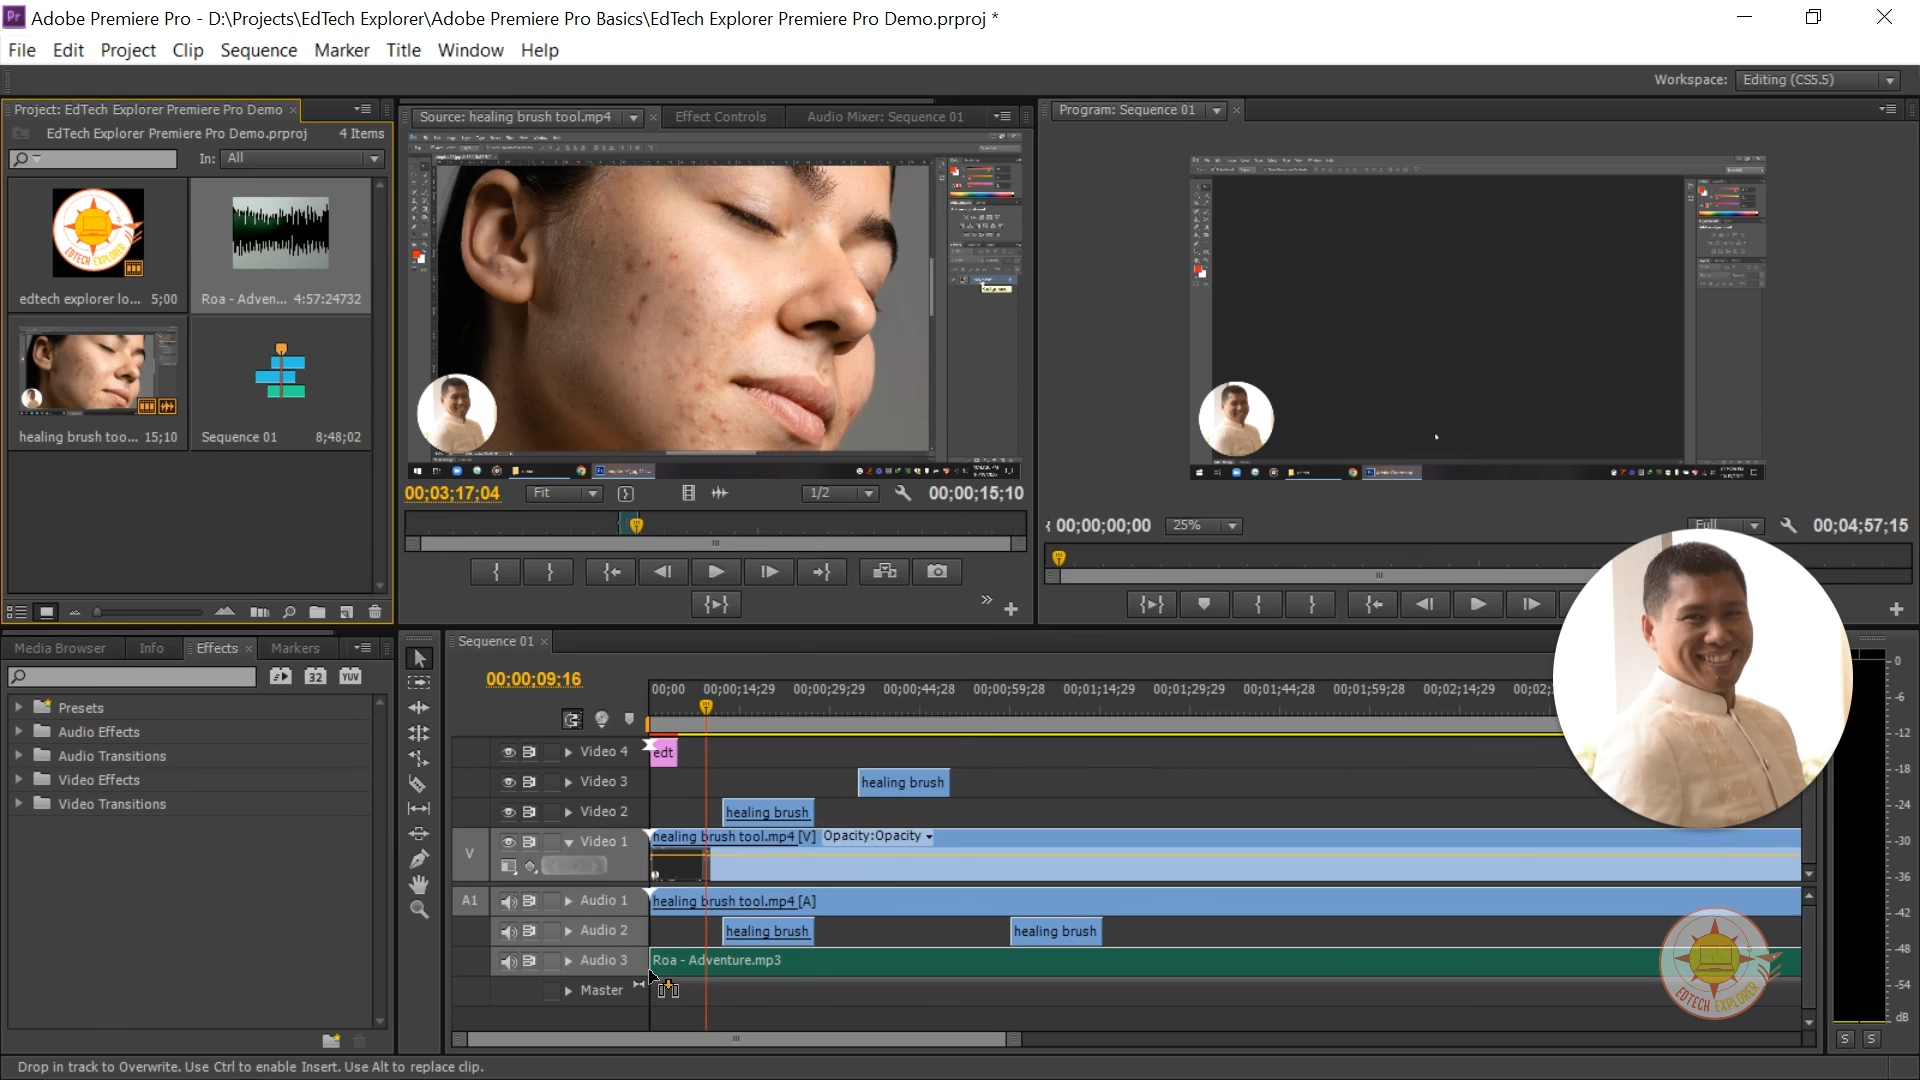 Adobe Premiere Pro - D:\Projects\EdTech Explorer\Adobe Premiere Pro Basics\EdTech Explorer Premiere Pro Demo.prproj *
File Edit Project Clip Sequence Marker Title Window Help
Workspace: Editing (CS5.5)
Project: EdTech Explorer Premiere Pro Demo
EdTech Explorer Premiere Pro Demo.prproj 4 Items
In: All
edtech explorer lo... 5;00
Roa - Adven... 4:57:24732
healing brush too... 15;10
Sequence 01 8;48;02
Source: healing brush tool.mp4 Effect Controls Audio Mixer: Sequence 01
00;03;17;04 Fit 1/2 00;00;15;10
Program: Sequence 01
00;00;00;00 25% Full 00;04;57;15
Media Browser Info Effects Markers
32 YUV
Presets
Audio Effects
Audio Transitions
Video Effects
Video Transitions
Sequence 01
00;00;09;16
00;00 00;00;14;29 00;00;29;29 00;00;44;28 00;00;59;28 00;01;14;29 00;01;29;29 00;01;44;28 00;01;59;28 00;02;14;29 00;02;
Video 4 edt
Video 3 healing brush
Video 2 healing brush
V Video 1 healing brush tool.mp4 [V] Opacity:Opacity
A1 Audio 1 healing brush tool.mp4 [A]
Audio 2 healing brush healing brush
Audio 3 Roa - Adventure.mp3
Master
0
-6
-12
-18
-24
-30
-36
-42
-48
-54
dB
S S
EDTECH EXPLORER
Drop in track to Overwrite. Use Ctrl to enable Insert. Use Alt to replace clip.